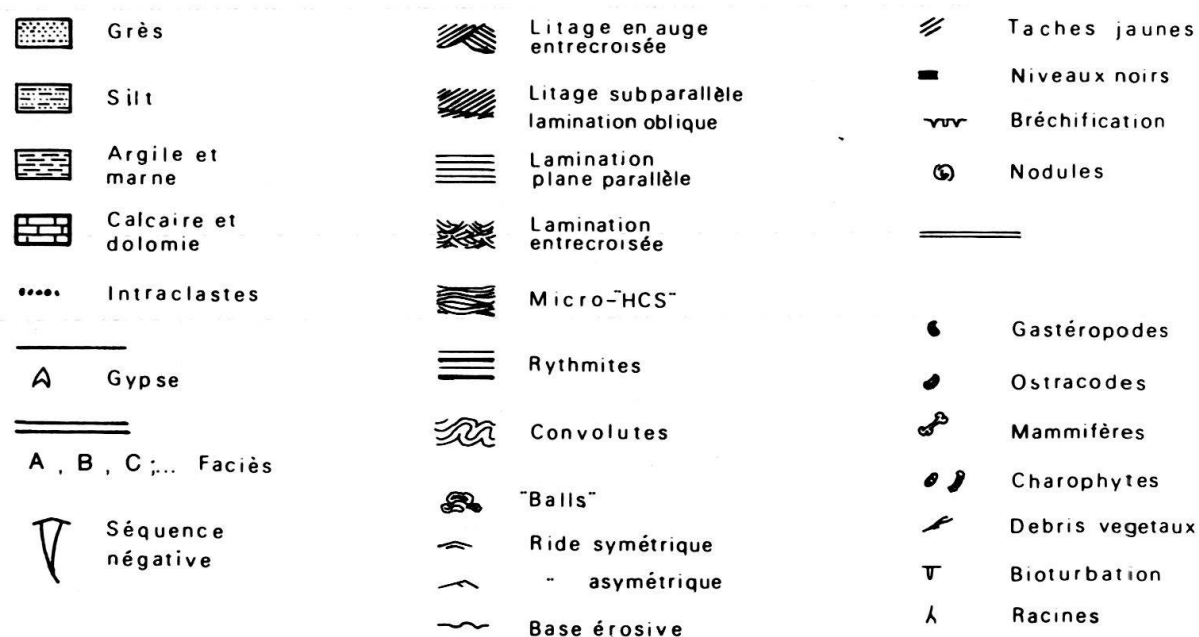 Grès
Silt
Argile et
marne
Calcaire et
dolomie
Intraclastes
Gypse
A , B , C ;... Faciès
Séquence
négative
Litage en auge
entrecroisée
Litage subparallèle
lamination oblique
Lamination
plane parallèle
Lamination
entrecroisée
Micro-"HCS"
Rythmites
Convolutes
"Balls"
Ride symétrique
" asymétrique
Base érosive
Taches jaunes
Niveaux noirs
Bréchification
Nodules
Gastéropodes
Ostracodes
Mammifères
Charophytes
Debris vegetaux
Bioturbation
Racines